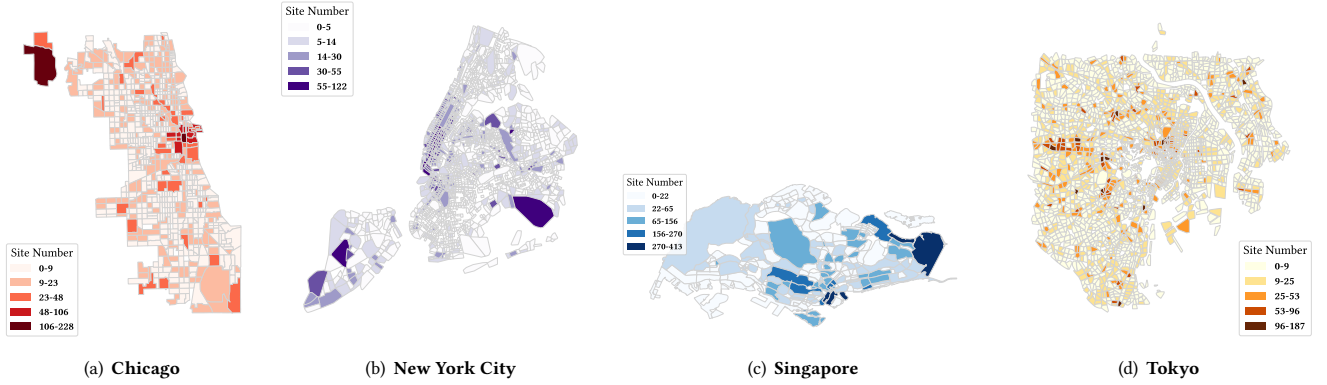 Site Number
0-9
9-23
23-48
48-106
106-228
(a) Chicago
Site Number
0-5
5-14
14-30
30-55
55-122
(b) New York City
Site Number
0-22
22-65
65-156
156-270
270-413
(c) Singapore
Site Number
0-9
9-25
25-53
53-96
96-187
(d) Tokyo